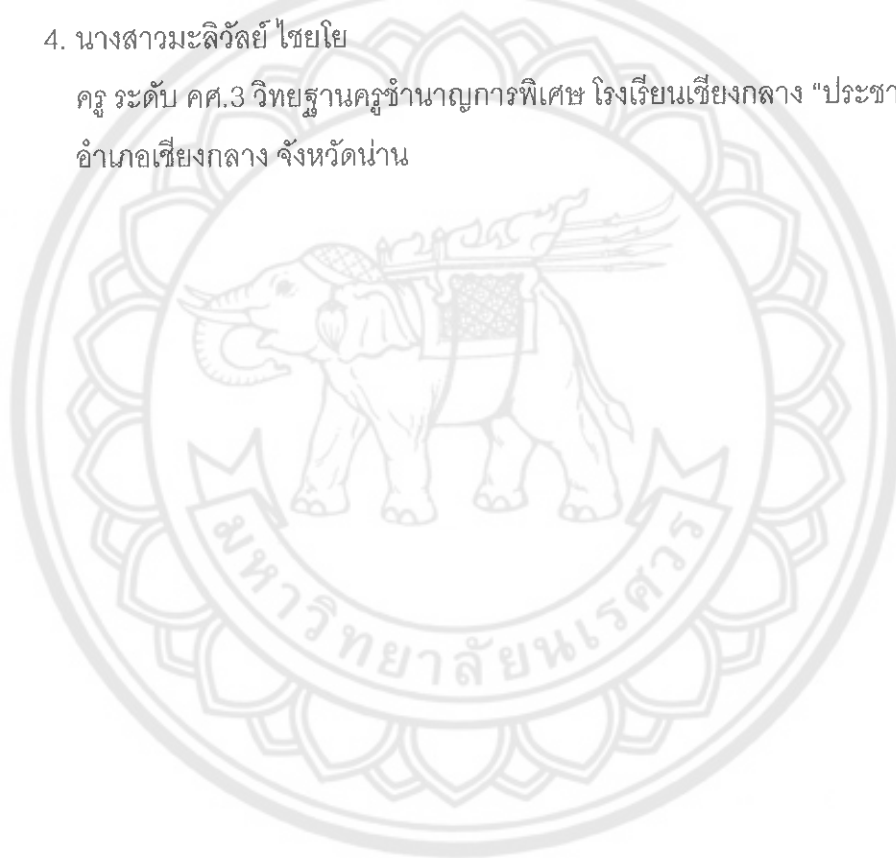 4. นางสาวมะลิวัลย์ ไชยโย
ครู ระดับ คศ.3 วิทยฐานครูชำนาญการพิเศษ โรงเรียนเชียงกลาง "ประชา
อำเภอเชียงกลาง จังหวัดน่าน
มหาวิทยาลัยนเรศวร